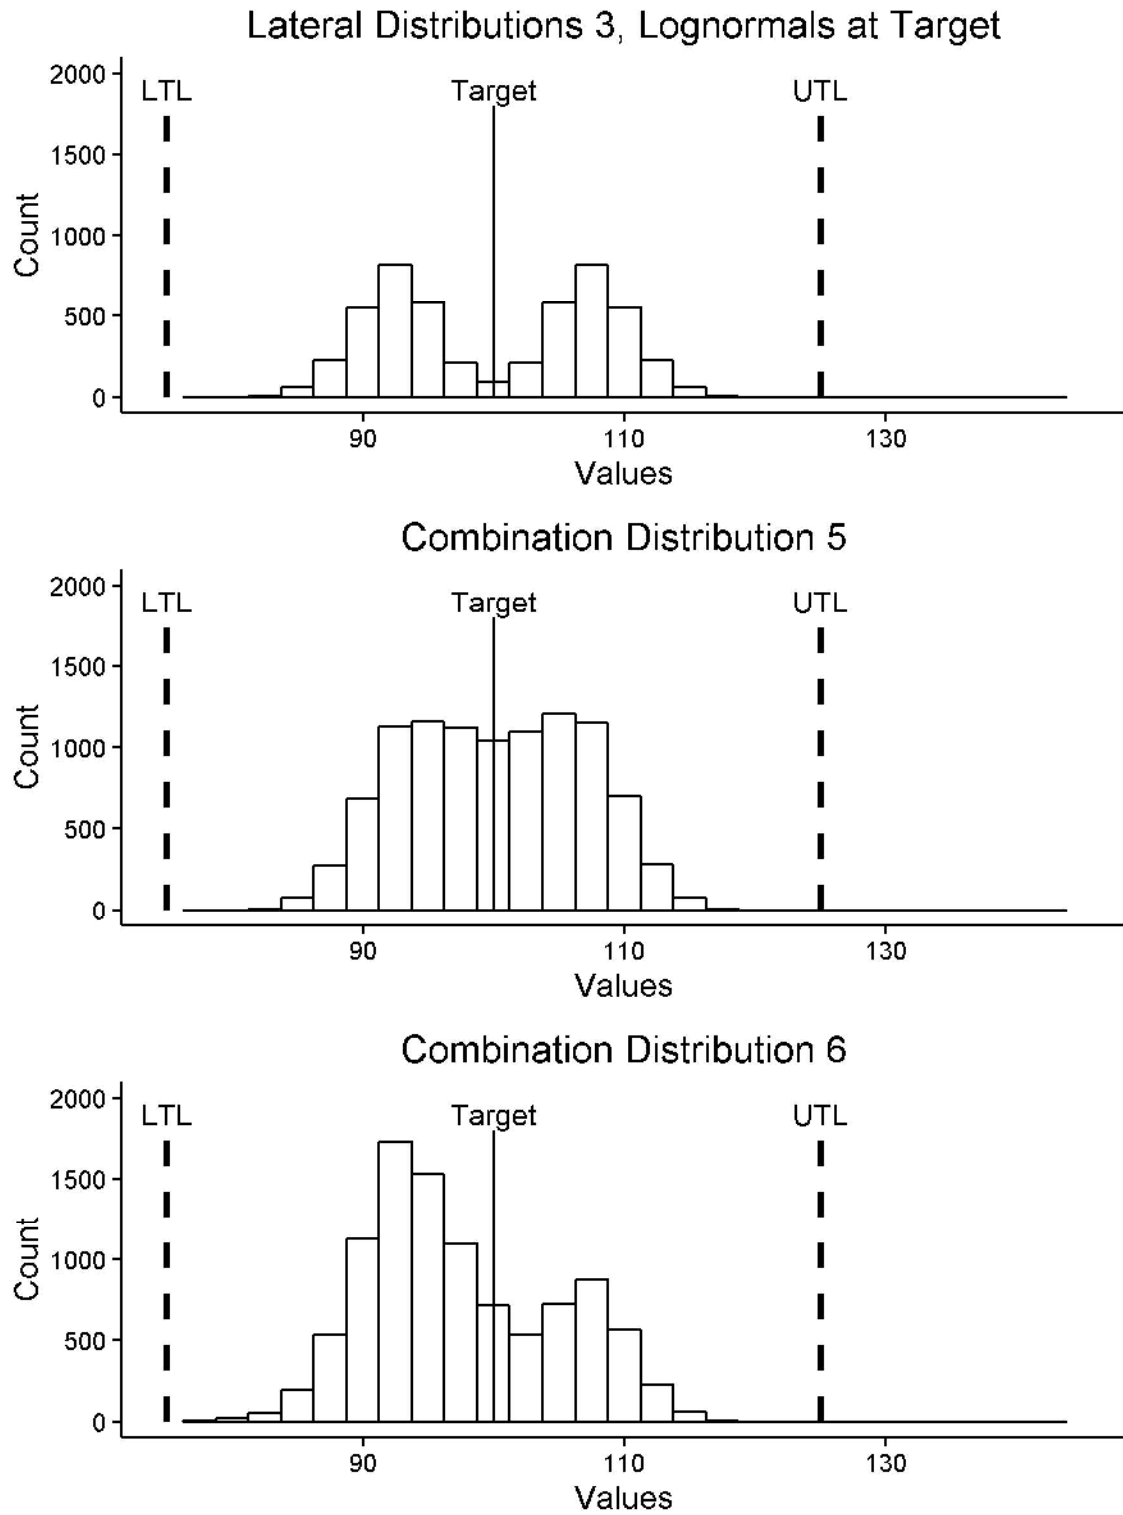 Lateral Distributions 3, Lognormals at Target
2000
LTL Target UTL
1500
Count
1000
500
0
90 110 130
Values
Combination Distribution 5
2000
LTL Target UTL
1500
Count
1000
500
0
90 110 130
Values
Combination Distribution 6
2000
LTL Target UTL
1500
Count
1000
500
0
90 110 130
Values